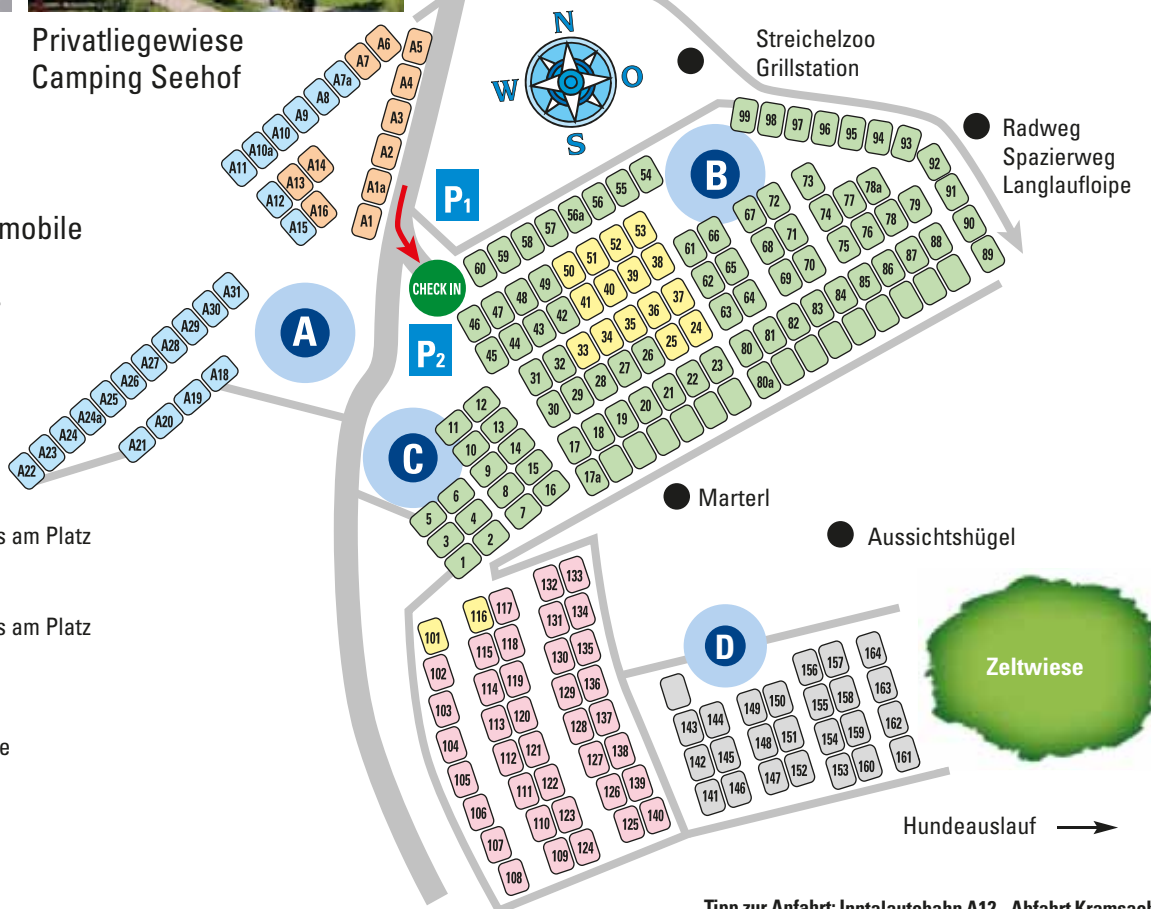 Privatliegewiese
Camping Seehof
mobile
s am Platz
s am Platz
e
N
W
O
S
Streichelzoo
Grillstation
Radweg
Spazierweg
Langlaufloipe
P1
CHECK IN
P2
A
B
C
D
Marterl
Aussichtshügel
Zeltwiese
Hundeauslauf
A6
A5
A7
A7a
A4
A8
A9
A3
A10
A10a
A2
A11
A14
A13
A1a
A12
A16
A1
A15
A31
A30
A29
A28
A27
A26
A25
A24a
A24
A23
A22
A18
A19
A20
A21
99
98
97
96
95
94
93
92
91
90
89
54
55
56
56a
57
58
59
60
53
52
51
50
49
48
47
46
38
39
40
41
42
43
44
45
37
36
35
34
33
32
31
24
25
26
27
28
29
30
23
22
21
20
19
18
17
17a
66
61
65
62
64
63
72
67
71
68
70
69
73
74
75
78a
77
76
79
78
88
87
86
85
84
83
82
81
80
80a
12
11
13
10
14
9
15
8
16
7
6
5
4
3
2
1
101
102
103
104
105
106
107
108
116
117
115
118
114
119
113
120
112
121
111
122
110
123
109
124
132
133
131
134
130
135
129
136
128
137
127
138
126
139
125
140
143
144
142
145
141
146
149
150
148
151
147
152
156
157
155
158
154
159
153
160
164
163
162
161
Tipp zur Anfahrt: Inntalautobahn A12 - Abfahrt Kramsach